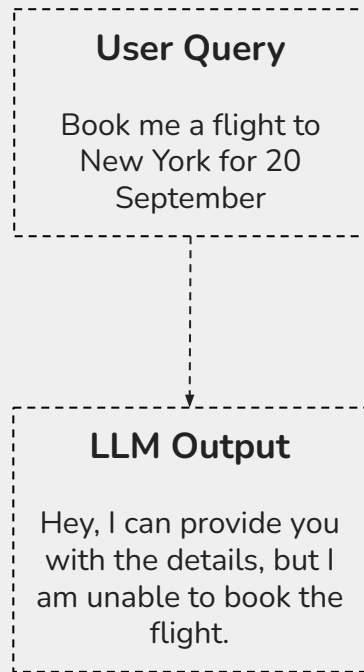 User Query
Book me a flight to
New York for 20
September
LLM Output
Hey, I can provide you
with the details, but I
am unable to book the
flight.